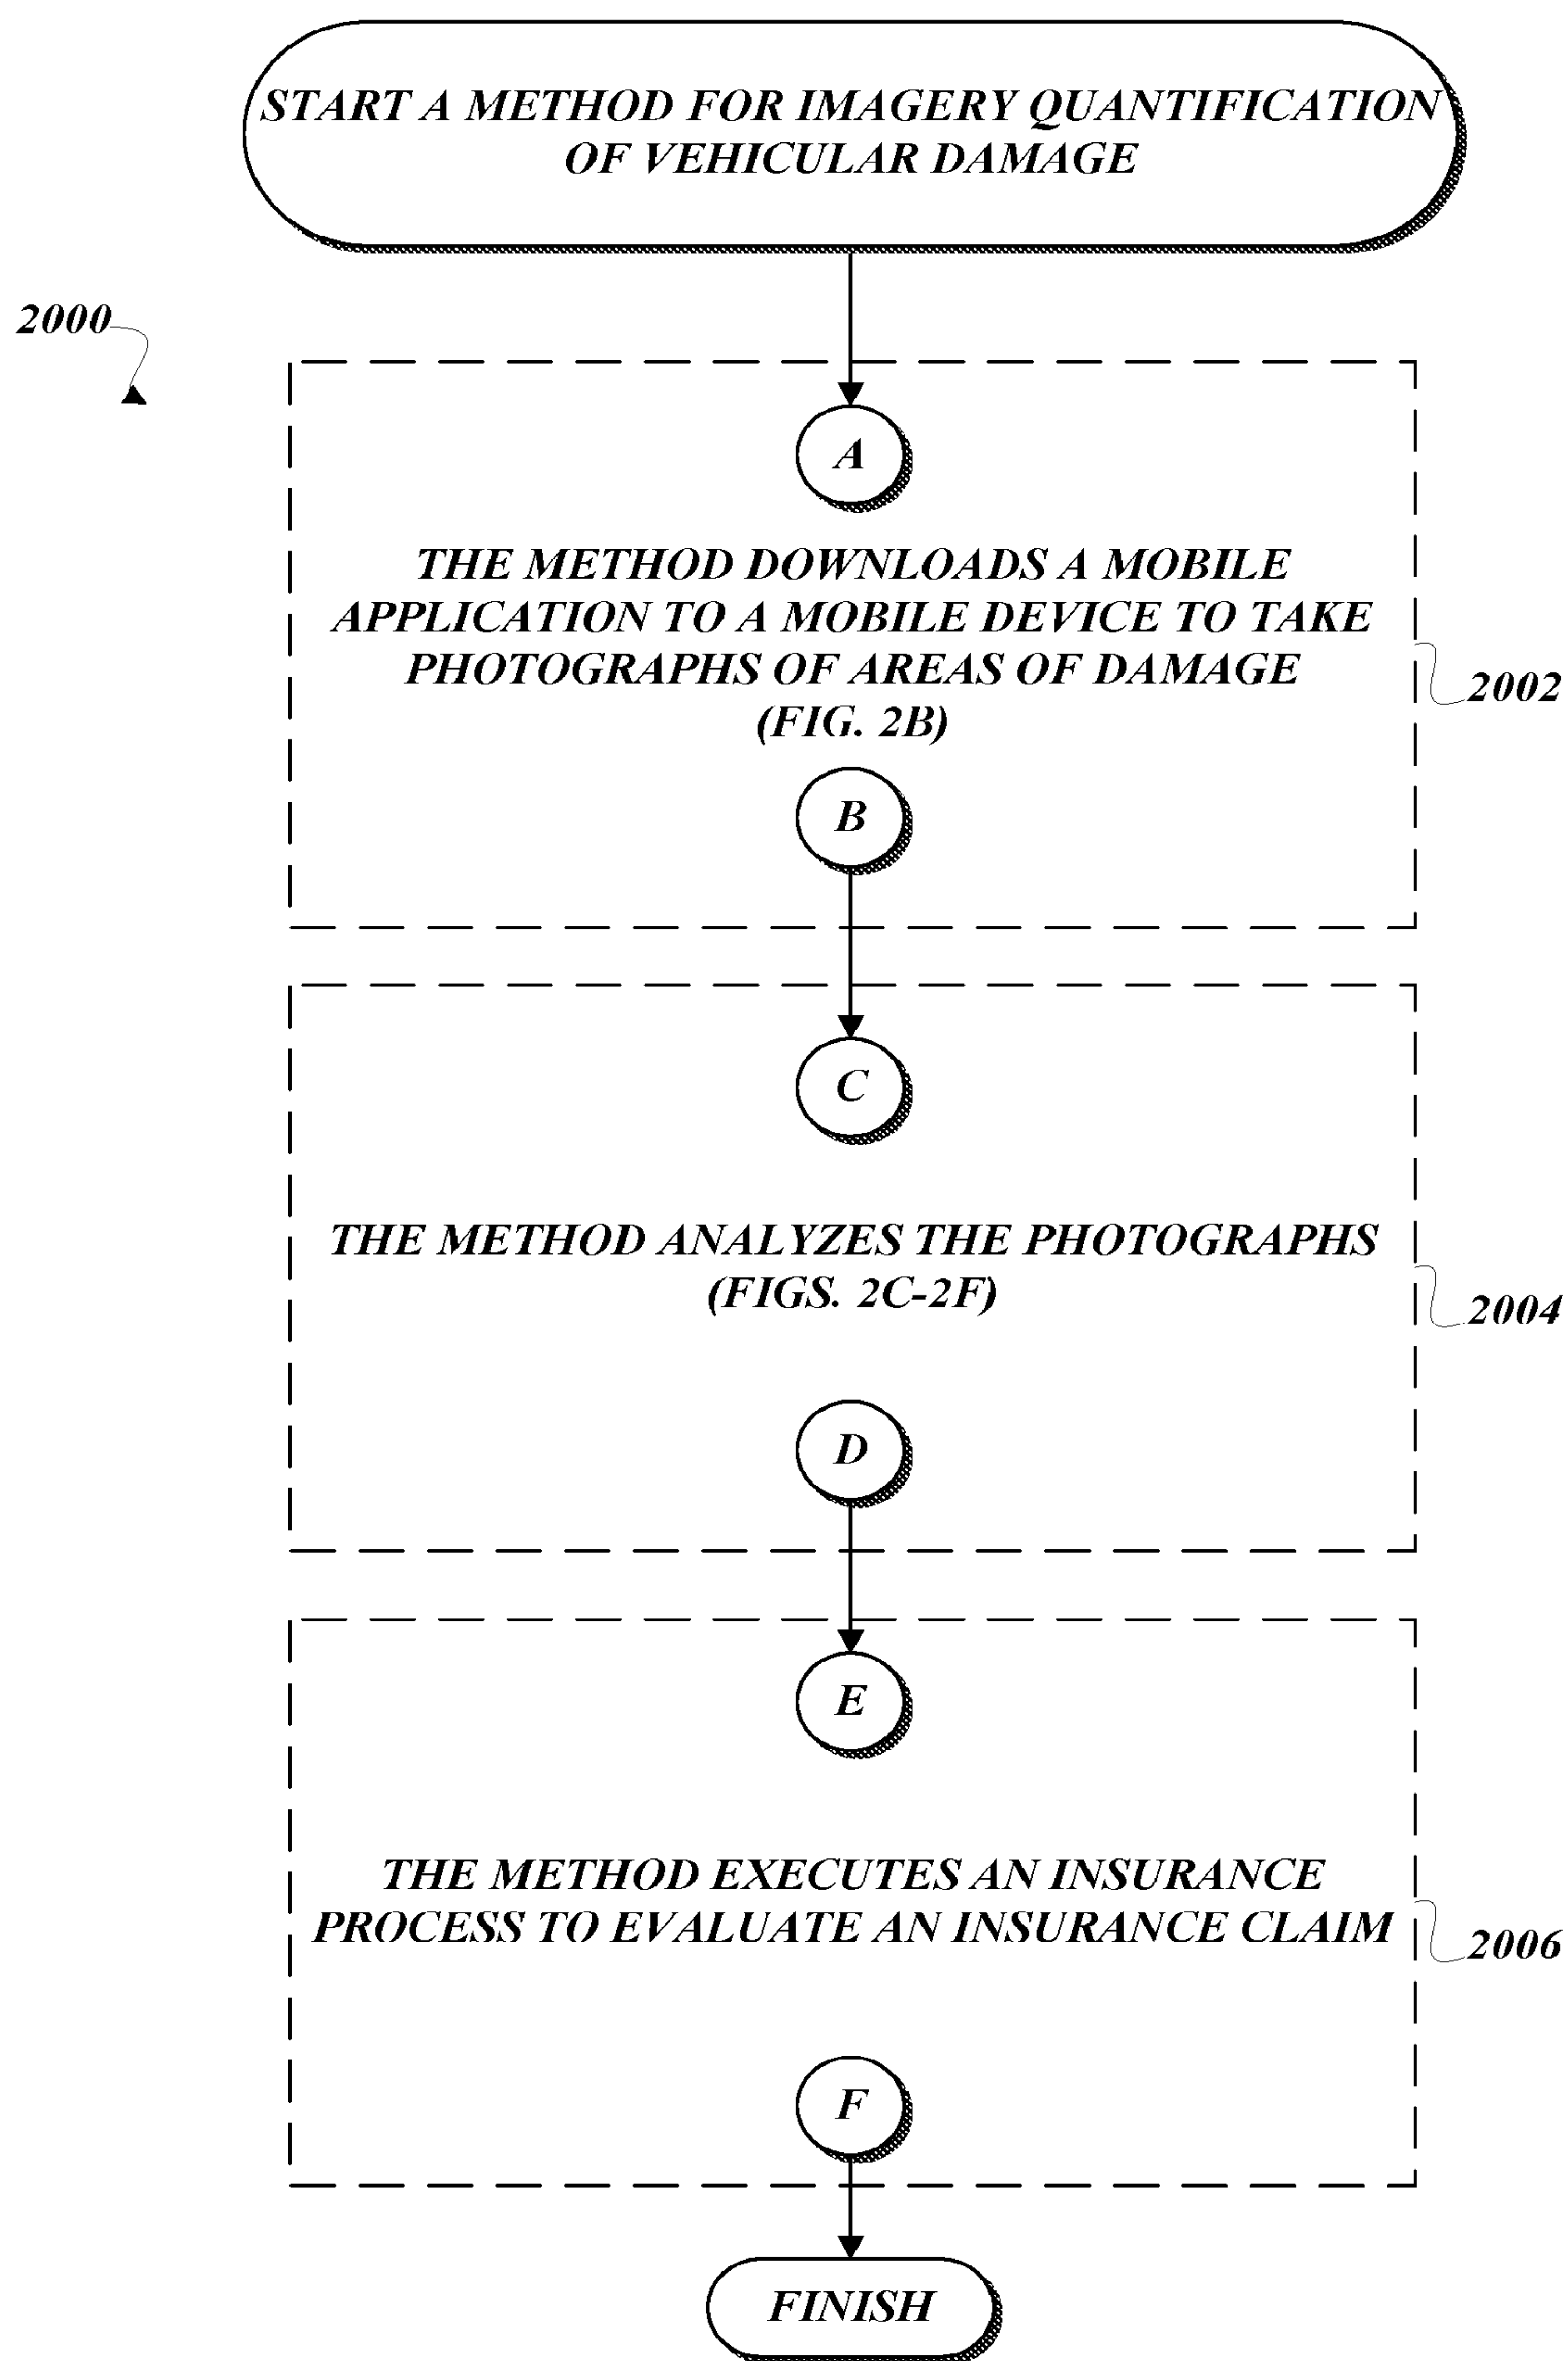 START A METHOD FOR IMAGERY QUANTIFICATION
OF VEHICULAR DAMAGE
2000
A
THE METHOD DOWNLOADS A MOBILE
APPLICATION TO A MOBILE DEVICE TO TAKE
PHOTOGRAPHS OF AREAS OF DAMAGE
(FIG. 2B)
2002
B
C
THE METHOD ANALYZES THE PHOTOGRAPHS
(FIGS. 2C-2F)
2004
D
E
THE METHOD EXECUTES AN INSURANCE
PROCESS TO EVALUATE AN INSURANCE CLAIM
2006
F
FINISH